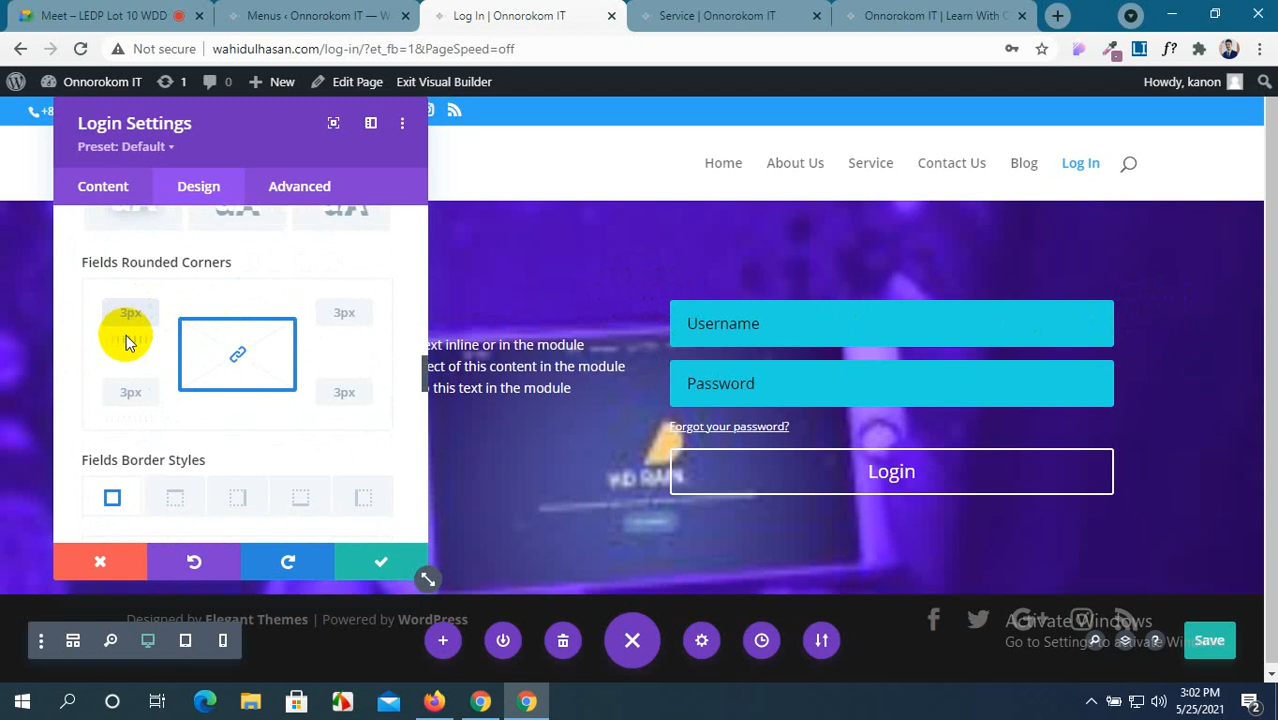 Meet – LEDP Lot 10 WDD
Menus ‹ Onnorokom IT — W
Log In | Onnorokom IT
Service | Onnorokom IT
Onnorokom IT | Learn With O
Not secure
wahidulhasan.com/log-in/?et_fb=1&PageSpeed=off
Onnorokom IT
1
0
New
Edit Page
Exit Visual Builder
Howdy, kanon
+8
Login Settings
Preset: Default
Content
Design
Advanced
Home
About Us
Service
Contact Us
Blog
Log In
aA
aA
aA
Fields Rounded Corners
3px
3px
3px
3px
ext inline or in the module
ect of this content in the module
this text in the module
Username
Password
Forgot your password?
Login
Fields Border Styles
Designed by Elegant Themes | Powered by WordPress
Activate Windows
Go to Settings to activate Windows.
Save
3:02 PM
5/25/2021
2